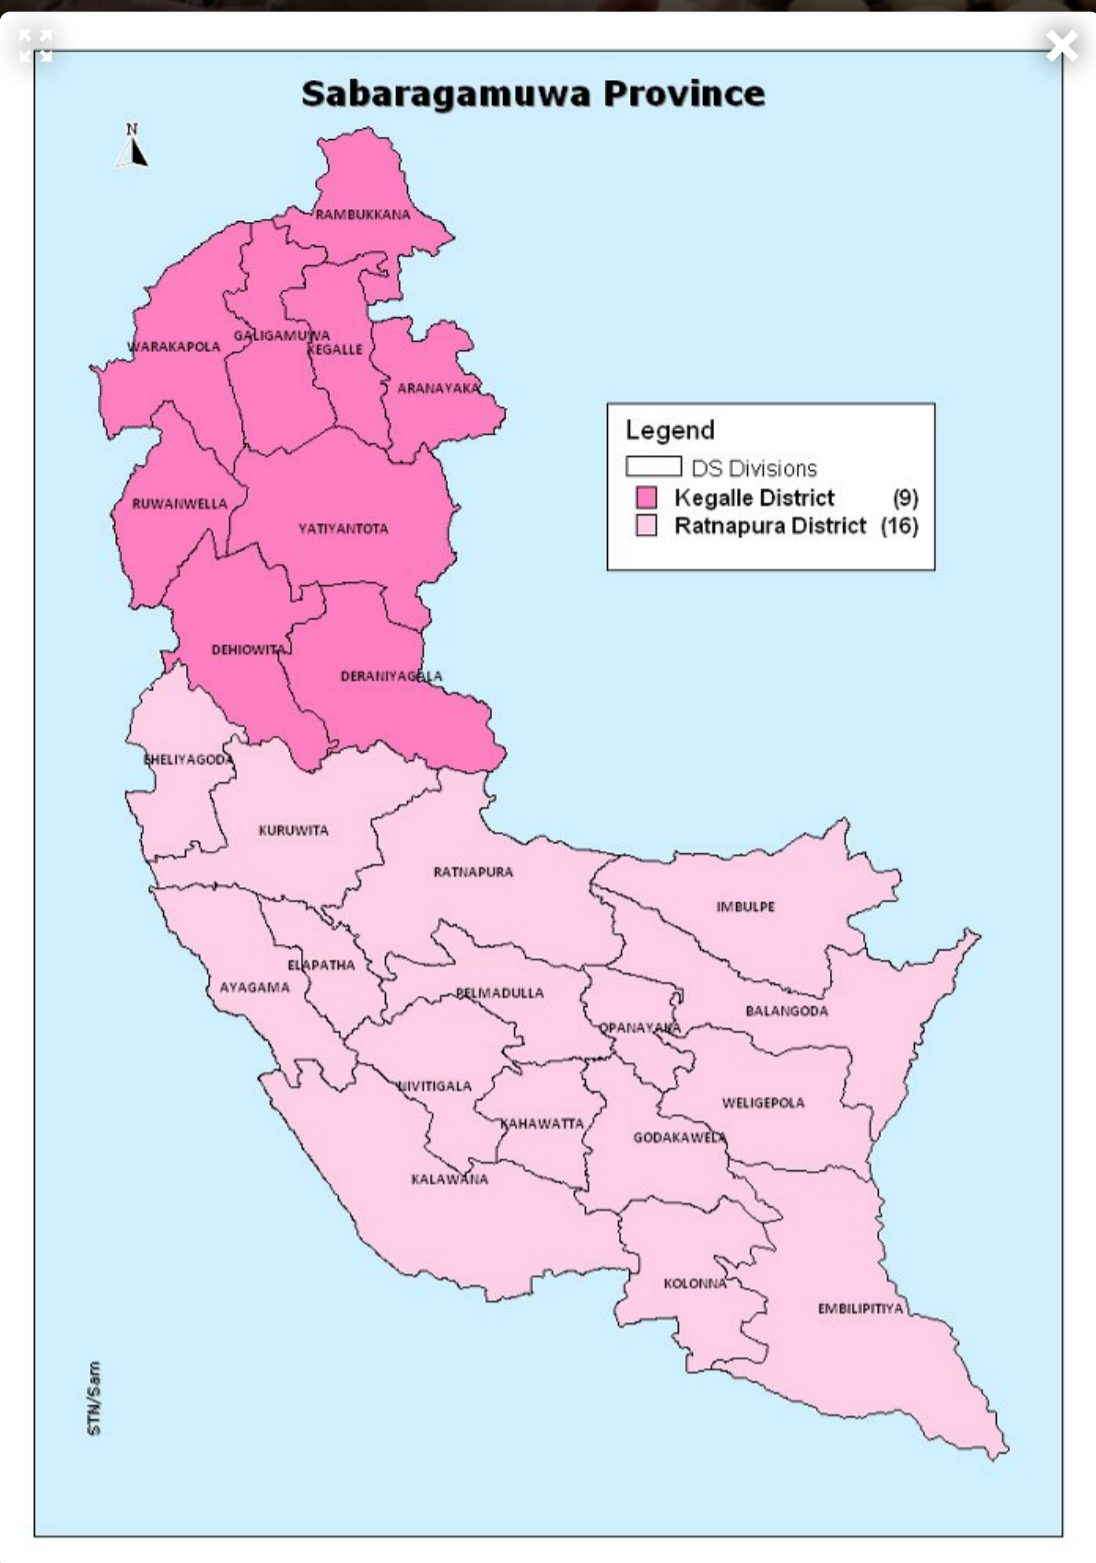 Sabaragamuwa Province
N
RAMBUKKANA
WARAKAPOLA
GALIGAMUWA
KEGALLE
ARANAYAKA
Legend
DS Divisions
Kegalle District (9)
Ratnapura District (16)
RUWANWELLA
YATIYANTOTA
DEHIOWITA
DERANIYAGALA
EHELIYAGODA
KURUWITA
RATNAPURA
IMBULPE
ELAPATHA
AYAGAMA
PELMADULLA
BALANGODA
OPANAYAKA
NIVITIGALA
WELIGEPOLA
KAHAWATTA
GODAKAWELA
KALAWANA
KOLONNA
EMBILIPITIYA
STN/Sam